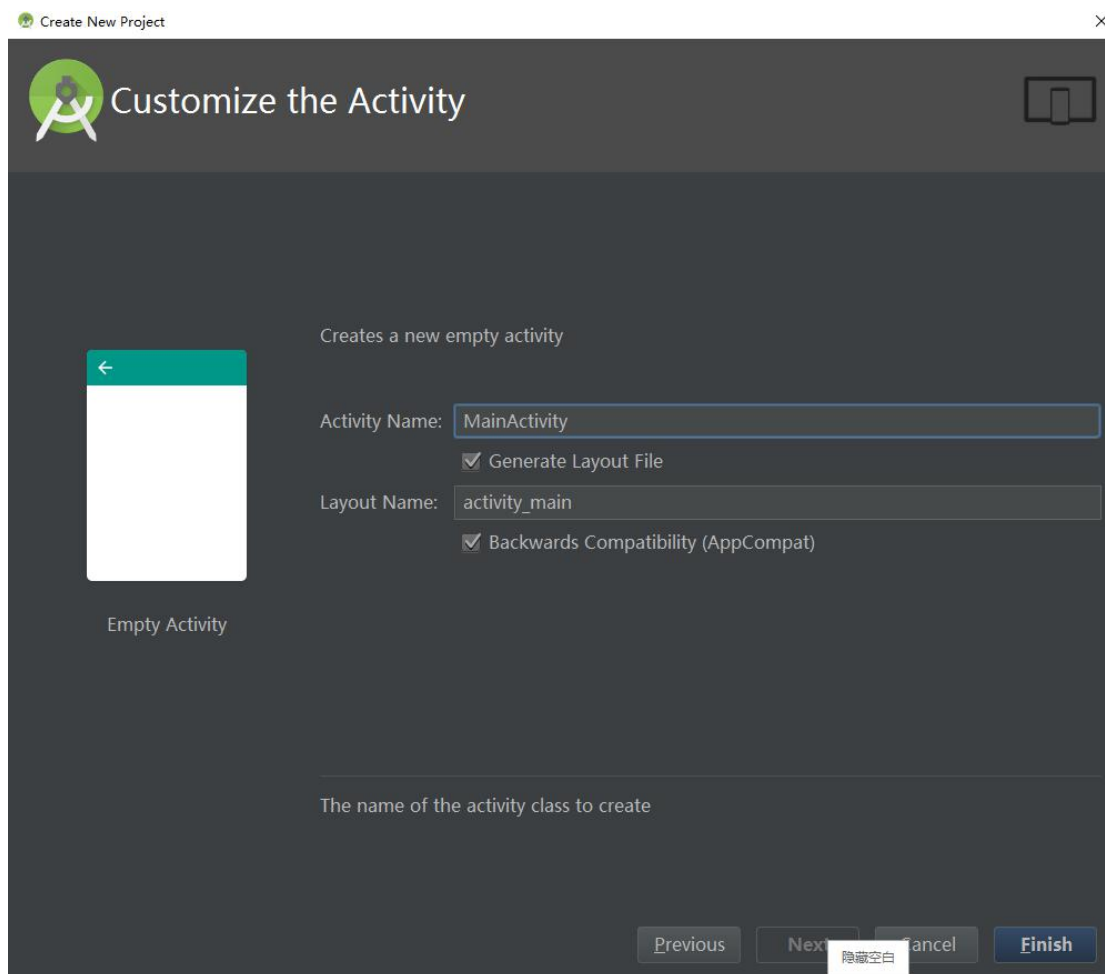 Create New Project
Customize the Activity
Creates a new empty activity
Activity Name: MainActivity
Generate Layout File
Layout Name: activity_main
Backwards Compatibility (AppCompat)
Empty Activity
The name of the activity class to create
Previous Next Cancel Finish
隐藏空白